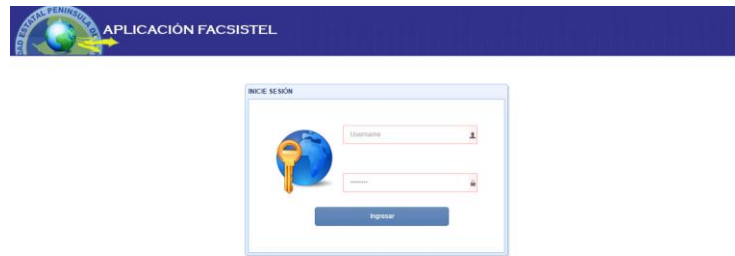 APLICACIÓN FACSISTEL
INICIE SESIÓN
Username
Ingresar